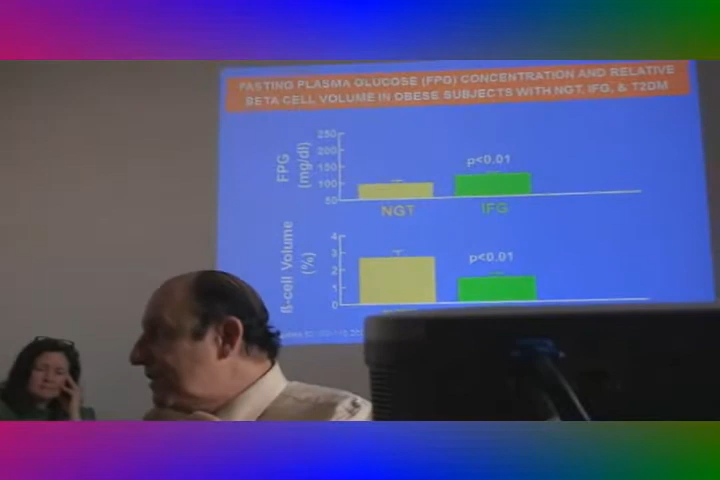 FASTING PLASMA GLUCOSE (FPG) CONCENTRATION AND RELATIVE
BETA CELL VOLUME IN OBESE SUBJECTS WITH NGT, IFG, & T2DM
FPG
(mg/dl)
250
200
150
100
50
p<0.01
NGT
IFG
ß-cell Volume
(%)
4
3
2
1
0
p<0.01